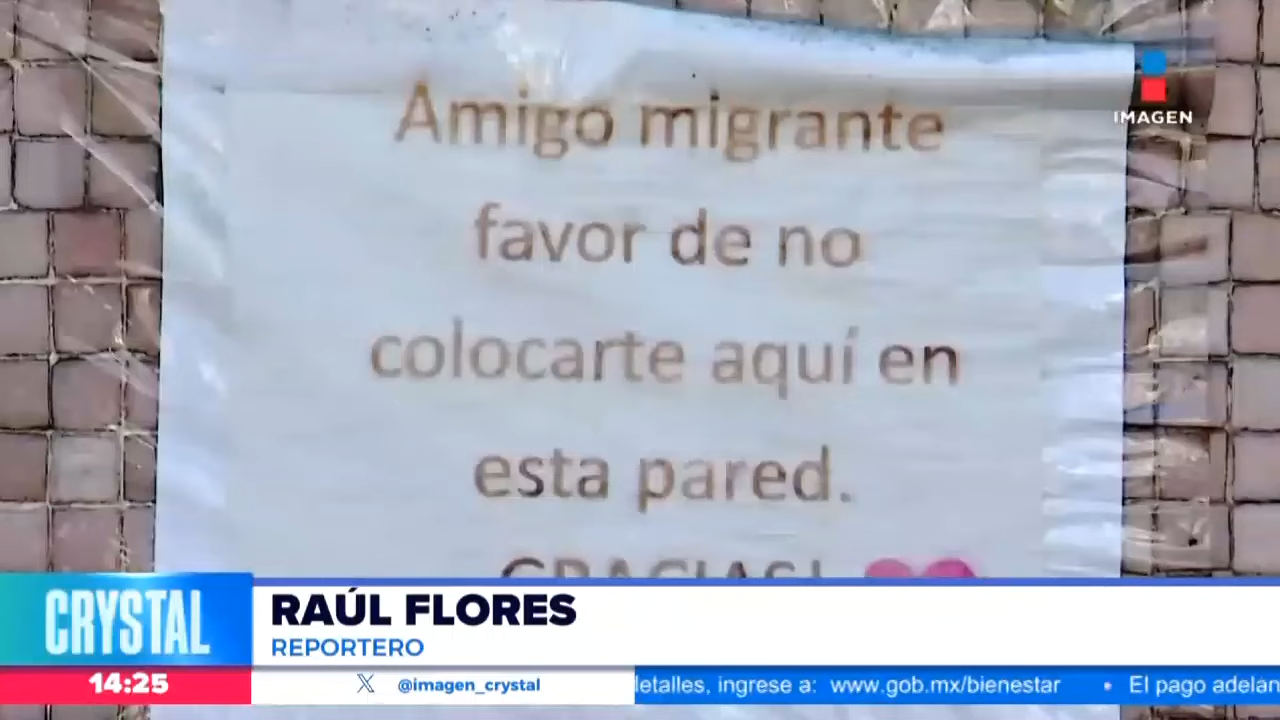 IMAGEN
Amigo migrante
favor de no
colocarte aquí en
esta pared.
GRACIAS!
CRYSTAL
RAÚL FLORES
REPORTERO
14:25
@imagen_crystal
detalles, ingrese a: www.gob.mx/bienestar • El pago adelan